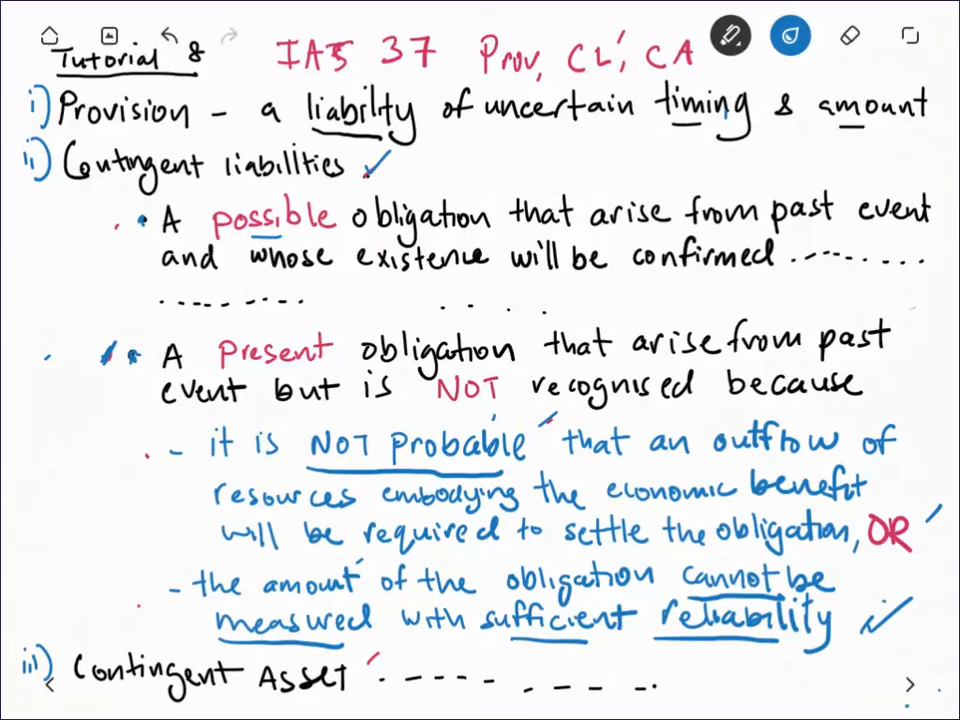 Tutorial 8 IAS 37 Prov, CL, CA
i) Provision - a liability of uncertain timing & amount
ii) Contingent liabilities ✓
• A possible obligation that arise from past event
and whose existence will be confirmed .........
.........
• A present obligation that arise from past
event but is NOT recognised because
- it is NOT probable that an outflow of
resources embodying the economic benefit
will be required to settle the obligation, OR
- the amount of the obligation cannot be
measured with sufficient reliability ✓
iii) Contingent Asset . - - - - . - - - .